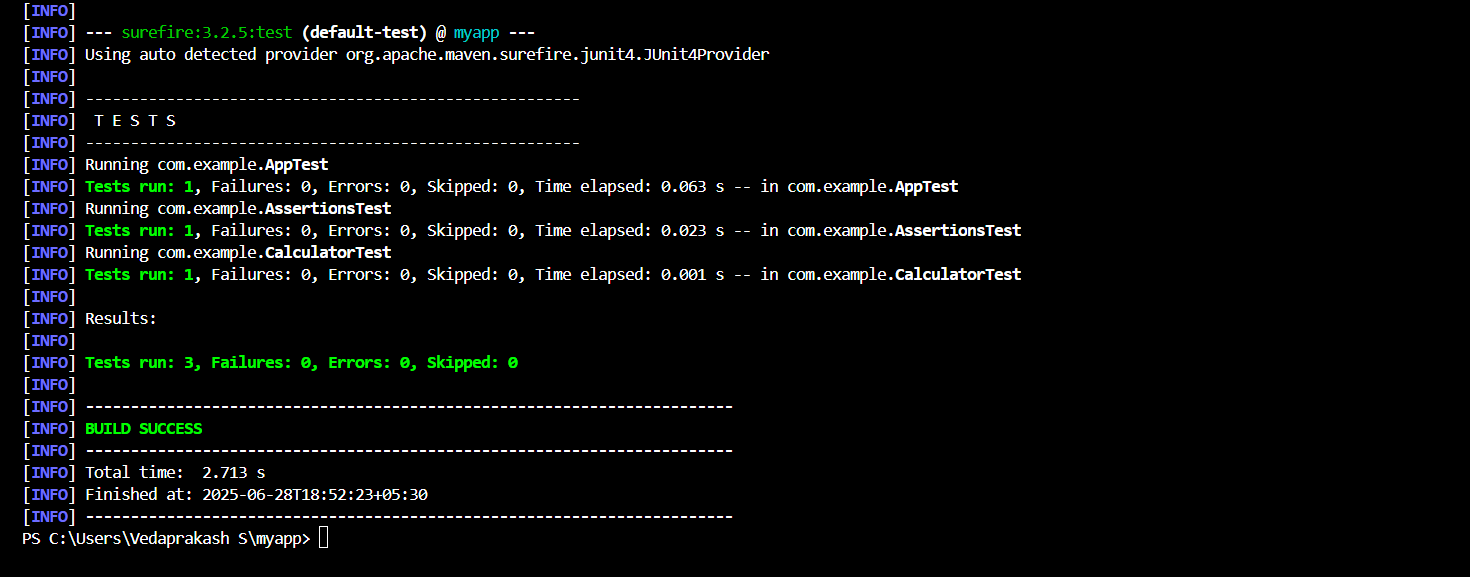 [INFO]
[INFO] --- surefire:3.2.5:test (default-test) @ myapp ---
[INFO] Using auto detected provider org.apache.maven.surefire.junit4.JUnit4Provider
[INFO]
[INFO] -------------------------------------------------------
[INFO]  T E S T S
[INFO] -------------------------------------------------------
[INFO] Running com.example.AppTest
[INFO] Tests run: 1, Failures: 0, Errors: 0, Skipped: 0, Time elapsed: 0.063 s -- in com.example.AppTest
[INFO] Running com.example.AssertionsTest
[INFO] Tests run: 1, Failures: 0, Errors: 0, Skipped: 0, Time elapsed: 0.023 s -- in com.example.AssertionsTest
[INFO] Running com.example.CalculatorTest
[INFO] Tests run: 1, Failures: 0, Errors: 0, Skipped: 0, Time elapsed: 0.001 s -- in com.example.CalculatorTest
[INFO]
[INFO] Results:
[INFO]
[INFO] Tests run: 3, Failures: 0, Errors: 0, Skipped: 0
[INFO]
[INFO] ------------------------------------------------------------------------
[INFO] BUILD SUCCESS
[INFO] ------------------------------------------------------------------------
[INFO] Total time:  2.713 s
[INFO] Finished at: 2025-06-28T18:52:23+05:30
[INFO] ------------------------------------------------------------------------
PS C:\Users\Vedaprakash S\myapp>